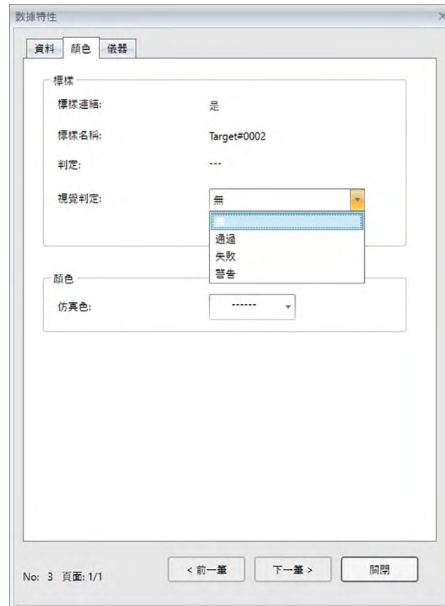 數據特性
資料 顏色 儀器
標樣
標樣連結: 是
標樣名稱: Target#0002
判定: ---
視覺判定: 無
通過
失敗
警告
顏色
仿真色: ------
No: 3 頁面: 1/1 <前一筆 下一筆> 關閉